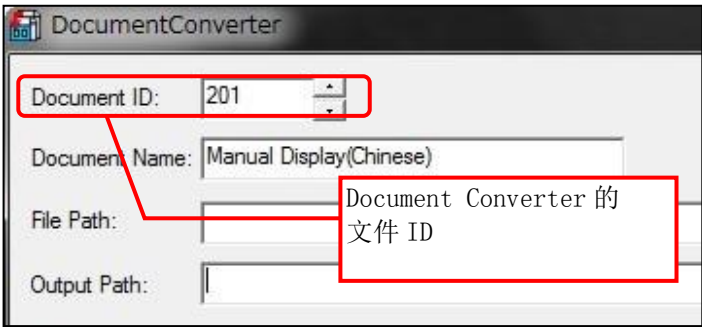 DocumentConverter
Document ID: 201
Document Name: Manual Display(Chinese)
File Path:
Document Converter 的
文件 ID
Output Path: